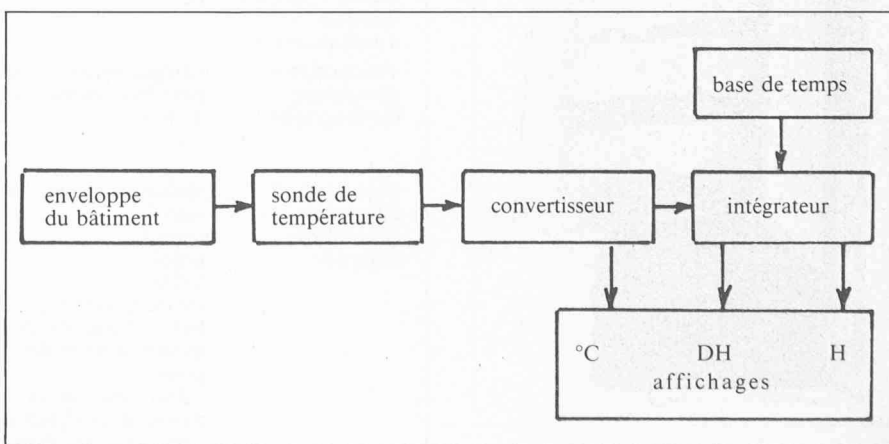 base de temps
enveloppe
du bâtiment
sonde de
température
convertisseur
intégrateur
°C DH H
affichages